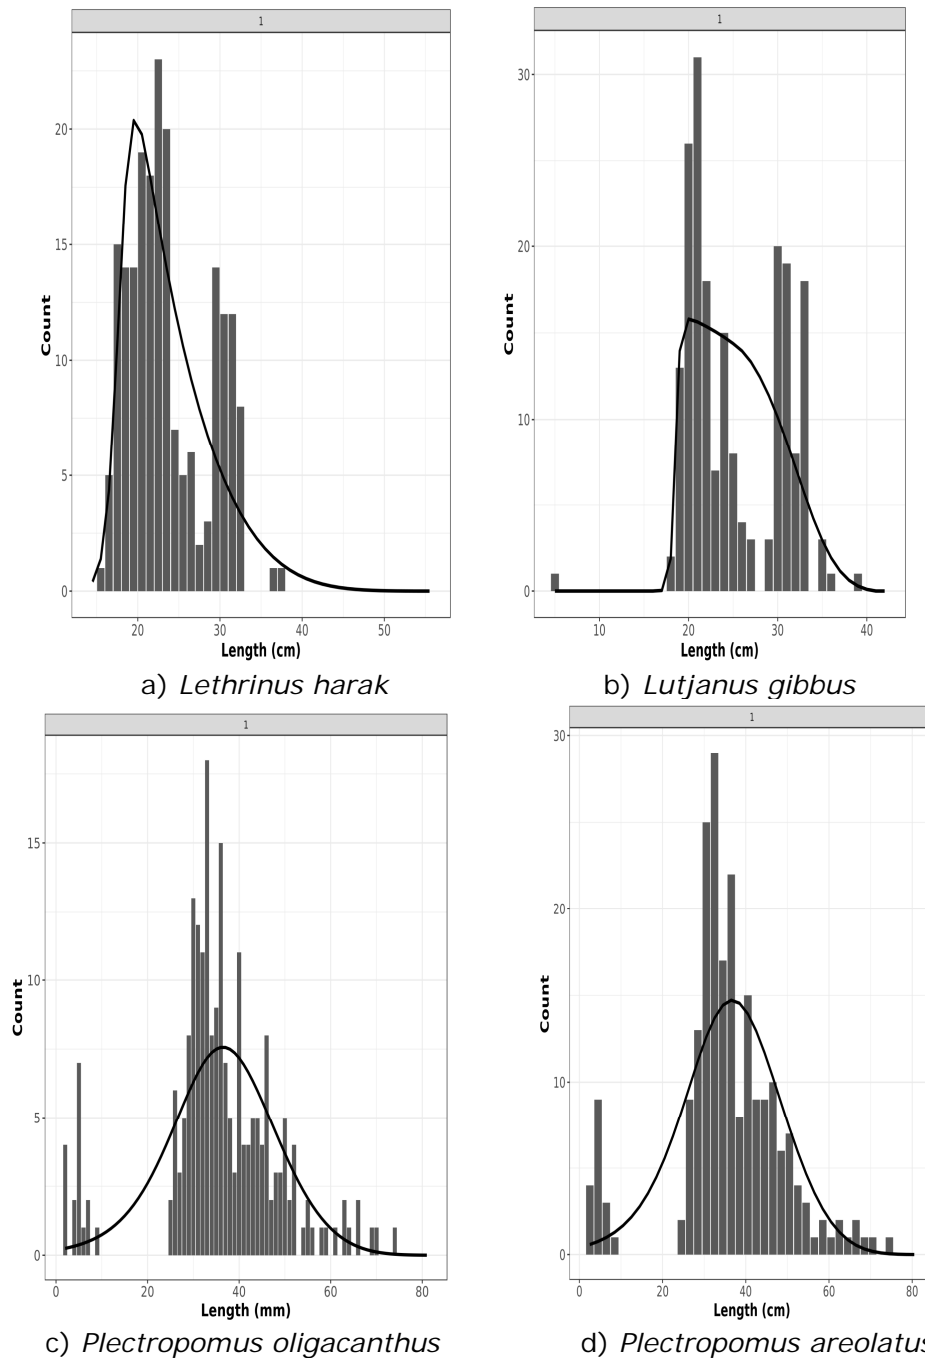 1
20
15
10
5
0
Count
20 30 40 50
Length (cm)
a) Lethrinus harak
1
30
20
10
0
Count
10 20 30 40
Length (cm)
b) Lutjanus gibbus
1
15
10
5
0
Count
0 20 40 60 80
Length (mm)
c) Plectropomus oligacanthus
1
30
20
10
0
Count
0 20 40 60 80
Length (cm)
d) Plectropomus areolatus